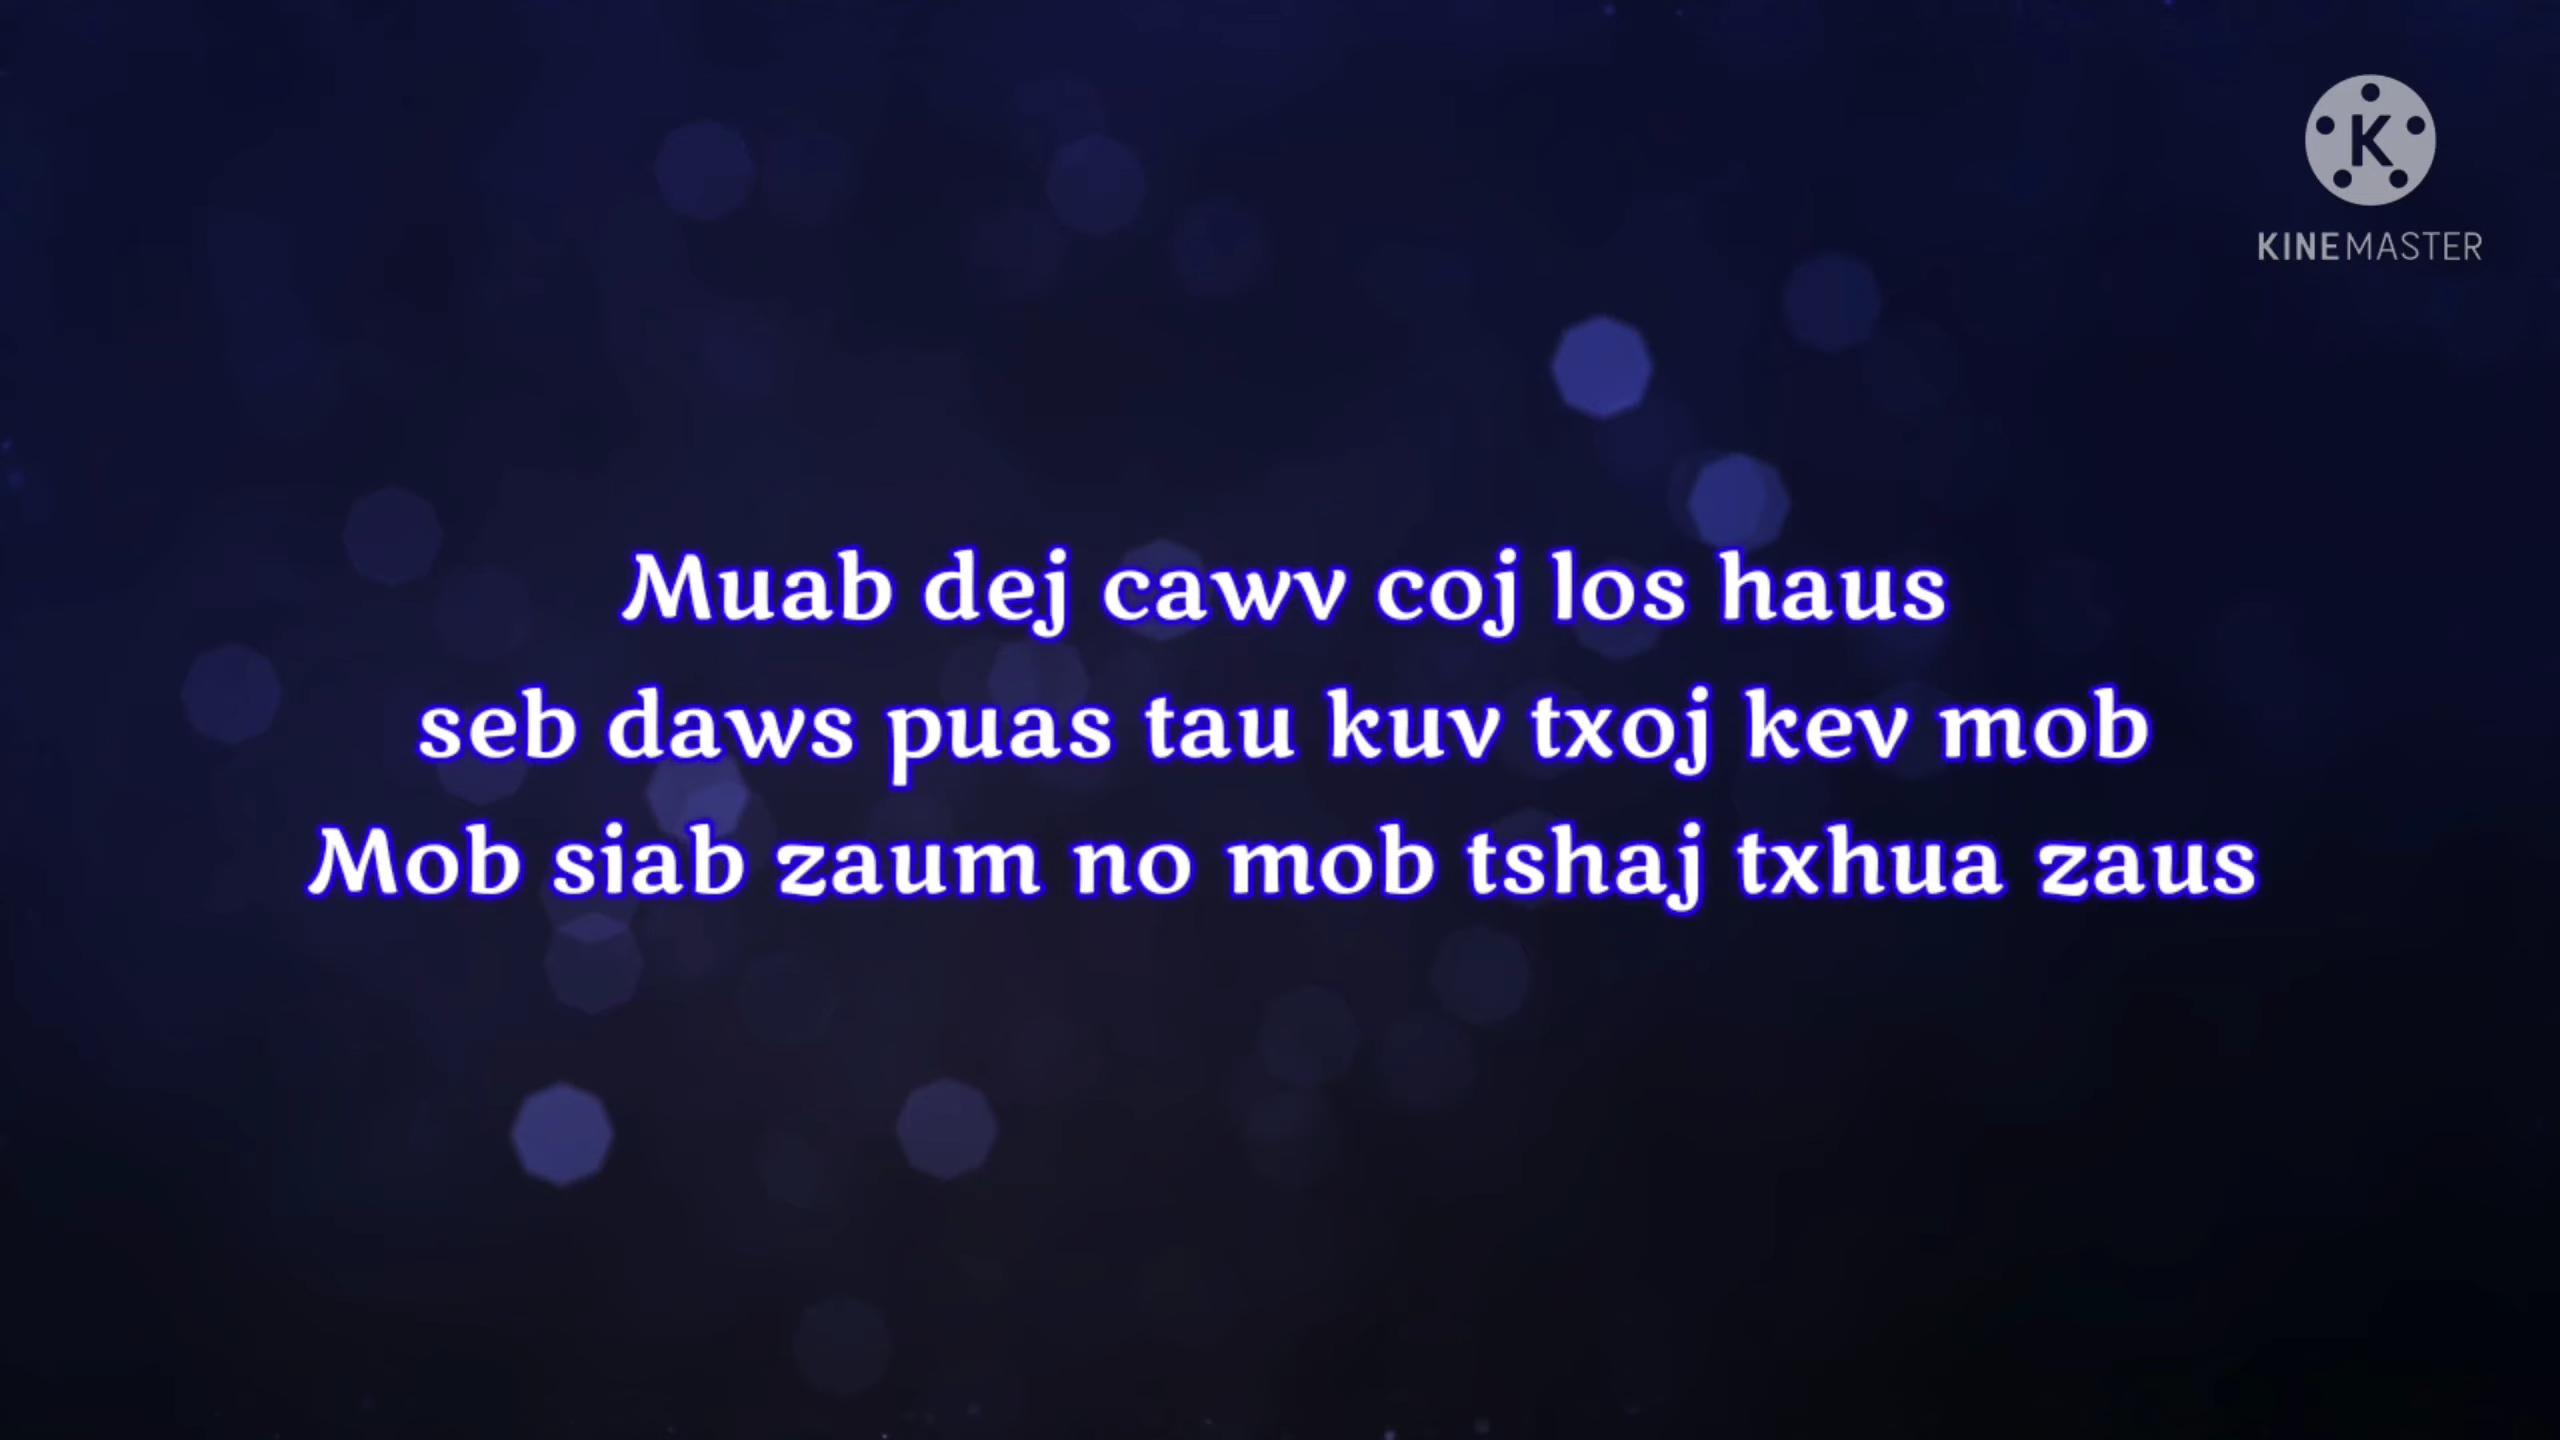 KINEMASTER
Muab dej cawv coj los haus
seb daws puas tau kuv txoj kev mob
Mob siab zaum no mob tshaj txhua zaus